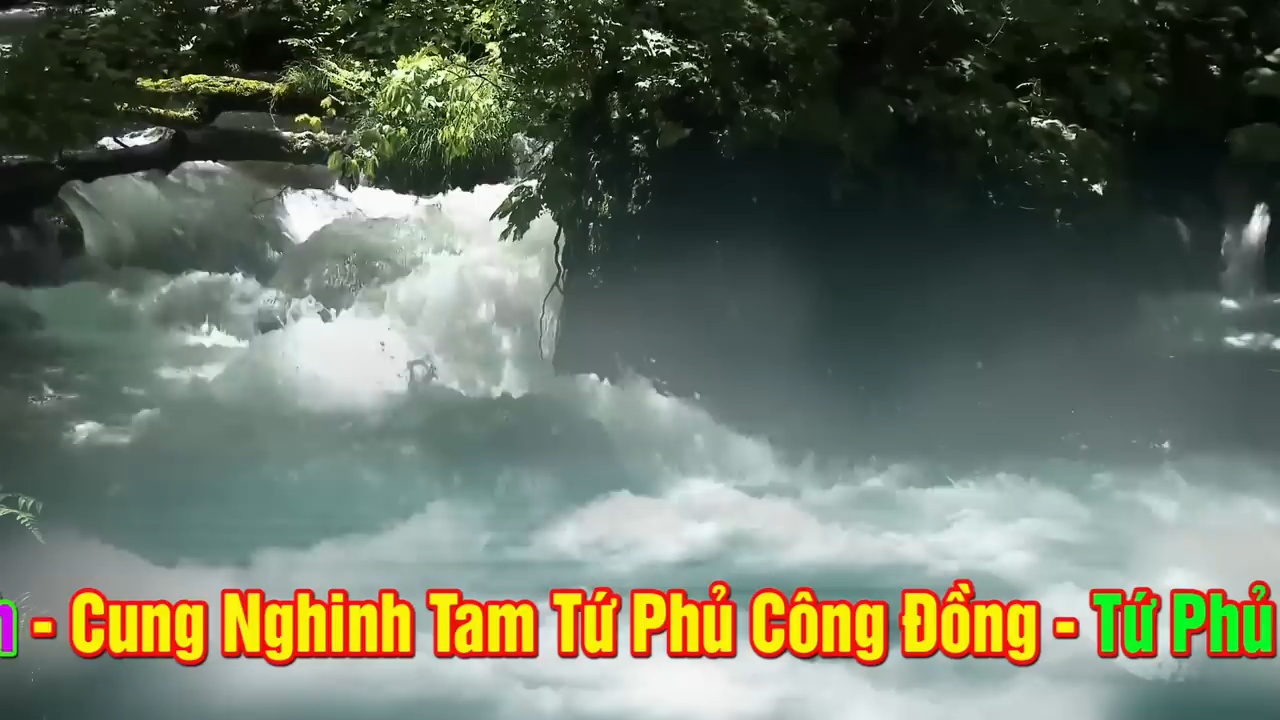 - Cung Nghinh Tam Tứ Phủ Công Đồng - Tứ Phủ